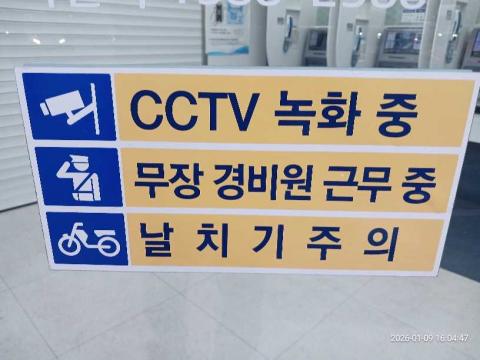 CCTV 녹화 중
무장 경비원 근무 중
날치기주의
2026-01-09 16:04:47